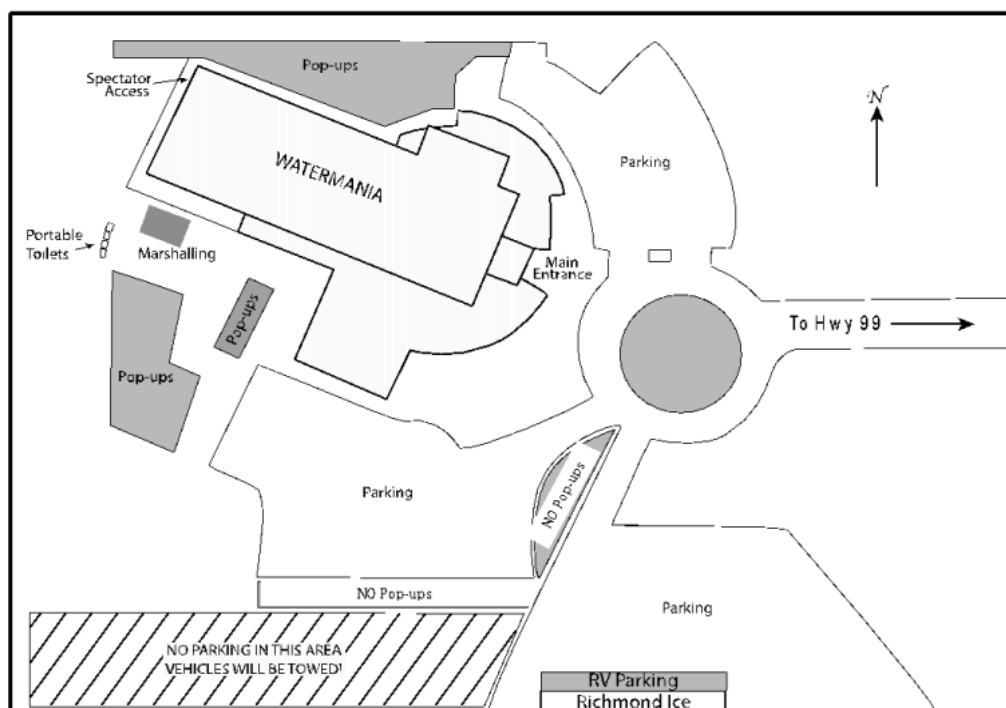 Pop-ups
Spectator
Access
N
WATERMANIA
Parking
Portable
Toilets
Marshalling
Main
Entrance
Pop-ups
To Hwy 99
Pop-ups
Parking
NO Pop-ups
NO Pop-ups
Parking
NO PARKING IN THIS AREA
VEHICLES WILL BE TOWED!
RV Parking
Richmond Ice